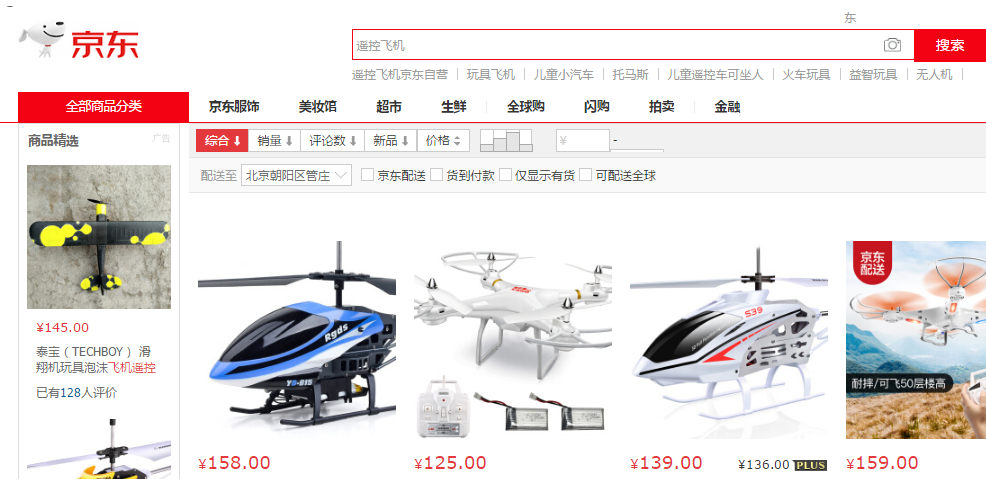 东
京东
遥控飞机
搜索
遥控飞机京东自营 玩具飞机 儿童小汽车 托马斯 儿童遥控车可坐人 火车玩具 益智玩具 无人机
全部商品分类 京东服饰 美妆馆 超市 生鲜 全球购 闪购 拍卖 金融
商品精选 广告
综合 销量 评论数 新品 价格 ¥ -
配送至 北京朝阳区管庄 京东配送 货到付款 仅显示有货 可配送全球
¥145.00
泰宝（TECHBOY） 滑
翔机玩具泡沫飞机遥控
已有128人评价
Rgds
YD-615
S39
京东
配送
耐摔/可飞50层楼高
¥158.00
¥125.00
¥139.00 ¥136.00 PLUS
¥159.00